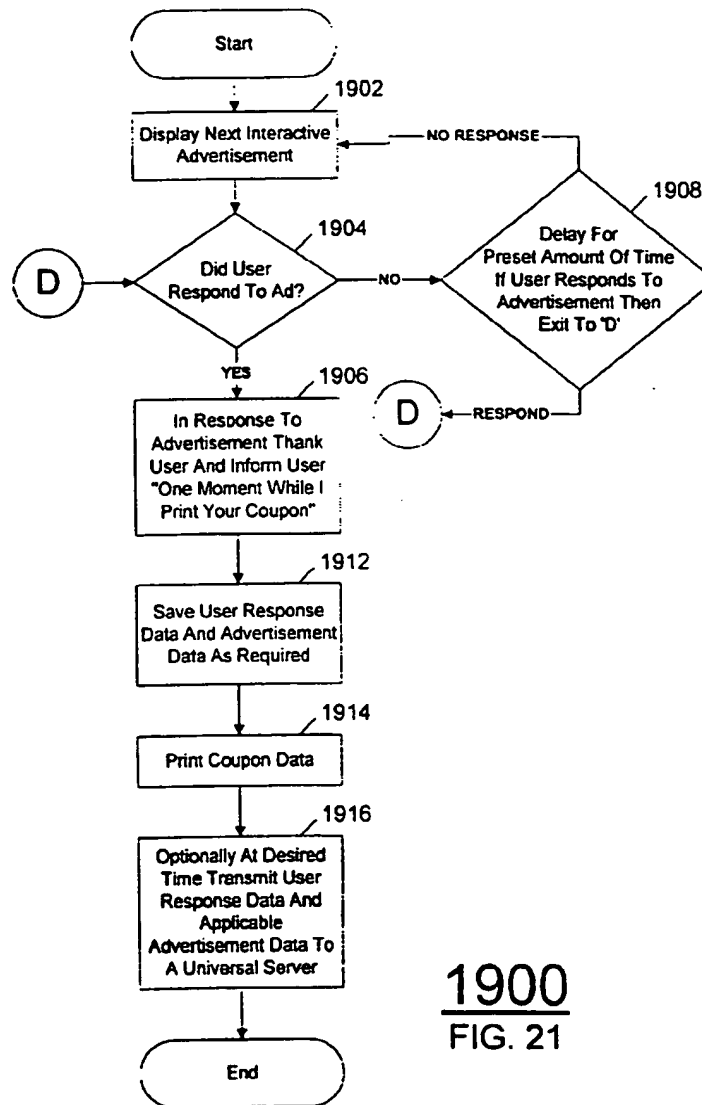 Start
1902
Display Next Interactive
Advertisement
NO RESPONSE
1908
Delay For
Preset Amount Of Time
If User Responds To
Advertisement Then
Exit To 'D'
1904
D
Did User
Respond To Ad?
NO
YES
1906
D
RESPOND
In Response To
Advertisement Thank
User And Inform User
"One Moment While I
Print Your Coupon"
1912
Save User Response
Data And Advertisement
Data As Required
1914
Print Coupon Data
1916
Optionally At Desired
Time Transmit User
Response Data And
Applicable
Advertisement Data To
A Universal Server
End
1900
FIG. 21